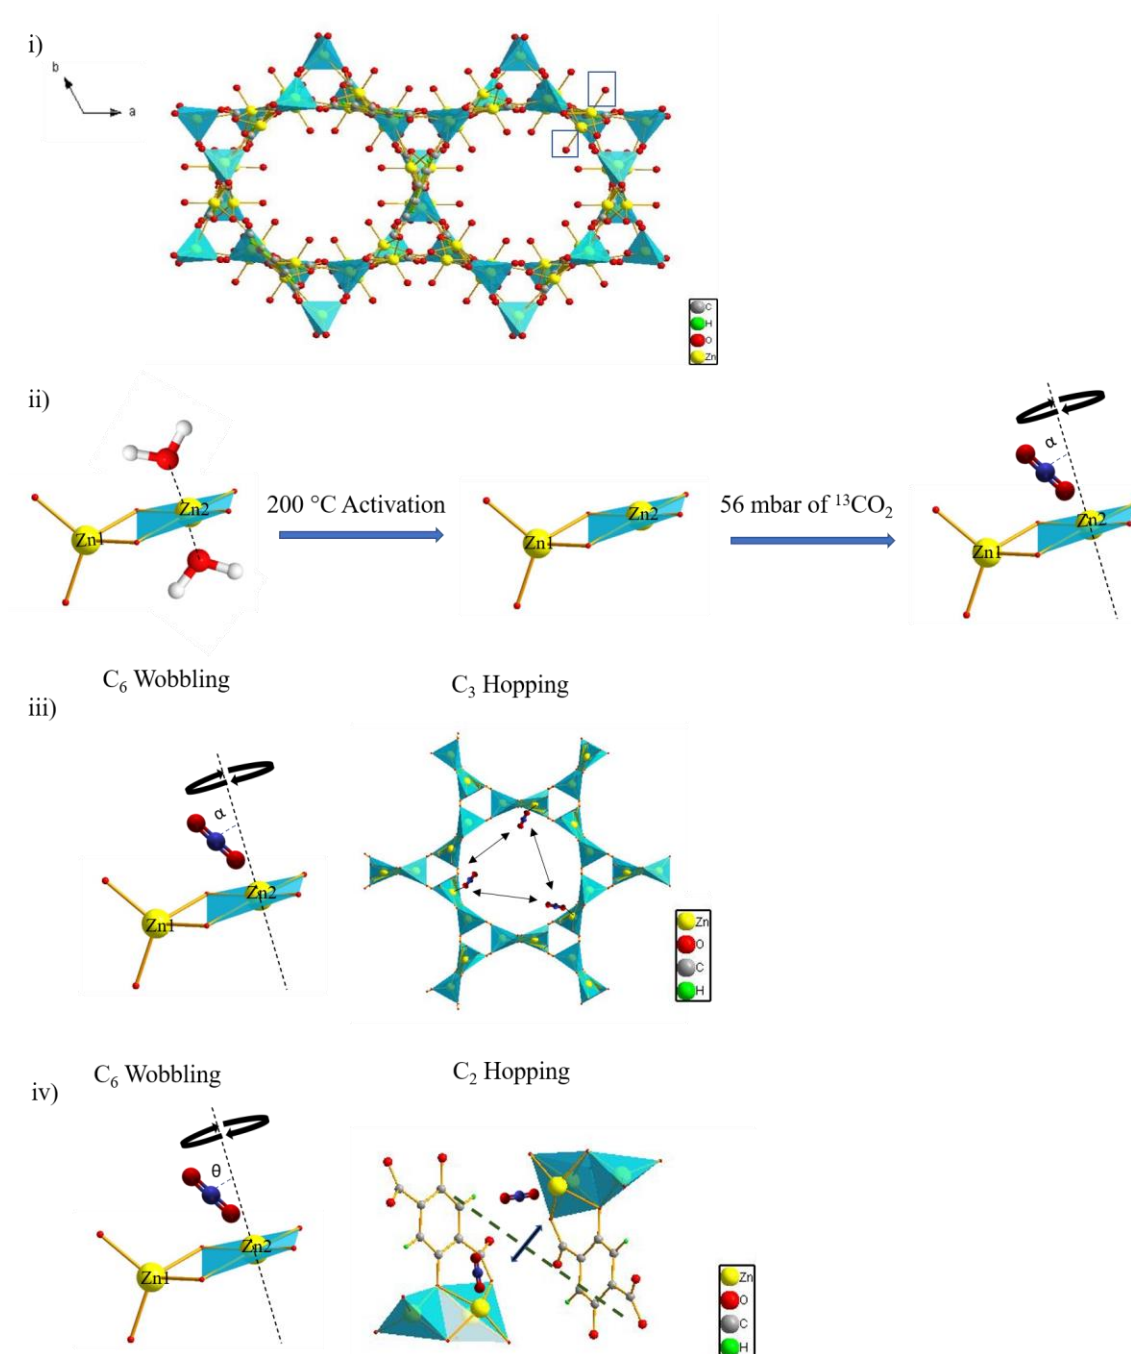 i)
b
a
C
H
O
Zn
ii)
Zn1
Zn2
200 °C Activation
Zn1
Zn2
56 mbar of ¹³CO₂
α
Zn1
Zn2
C₆ Wobbling
C₃ Hopping
iii)
α
Zn1
Zn2
Zn
O
C
H
C₆ Wobbling
C₂ Hopping
iv)
θ
Zn1
Zn2
Zn
O
C
H